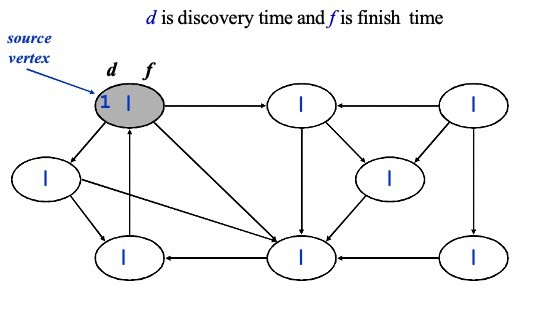 d is discovery time and f is finish time
source
vertex
d f
1 |
|
|
|
|
|
|
|